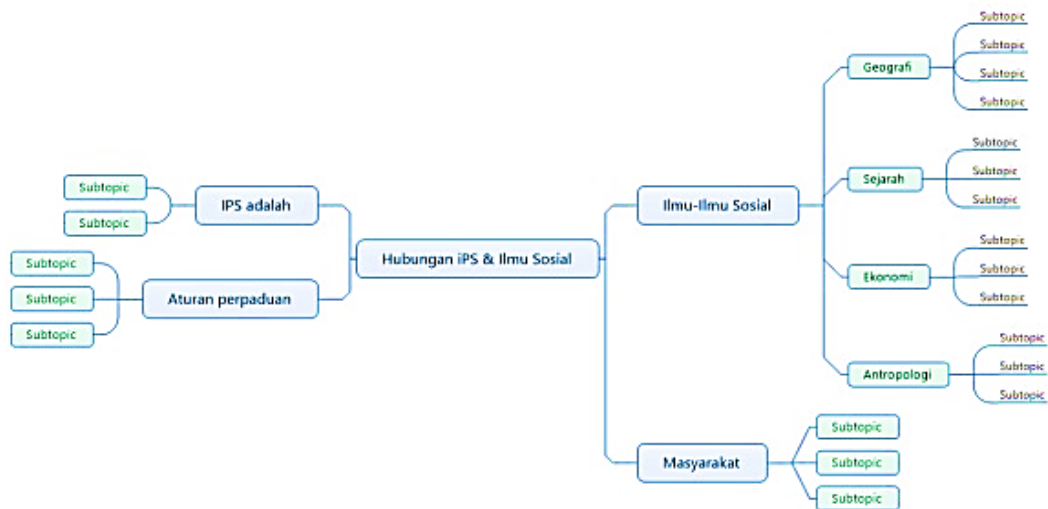 Hubungan iPS & Ilmu Sosial
IPS adalah
Subtopic
Subtopic
Aturan perpaduan
Subtopic
Subtopic
Subtopic
Ilmu-Ilmu Sosial
Geografi
Subtopic
Subtopic
Subtopic
Subtopic
Sejarah
Subtopic
Subtopic
Subtopic
Ekonomi
Subtopic
Subtopic
Subtopic
Antropologi
Subtopic
Subtopic
Subtopic
Masyarakat
Subtopic
Subtopic
Subtopic